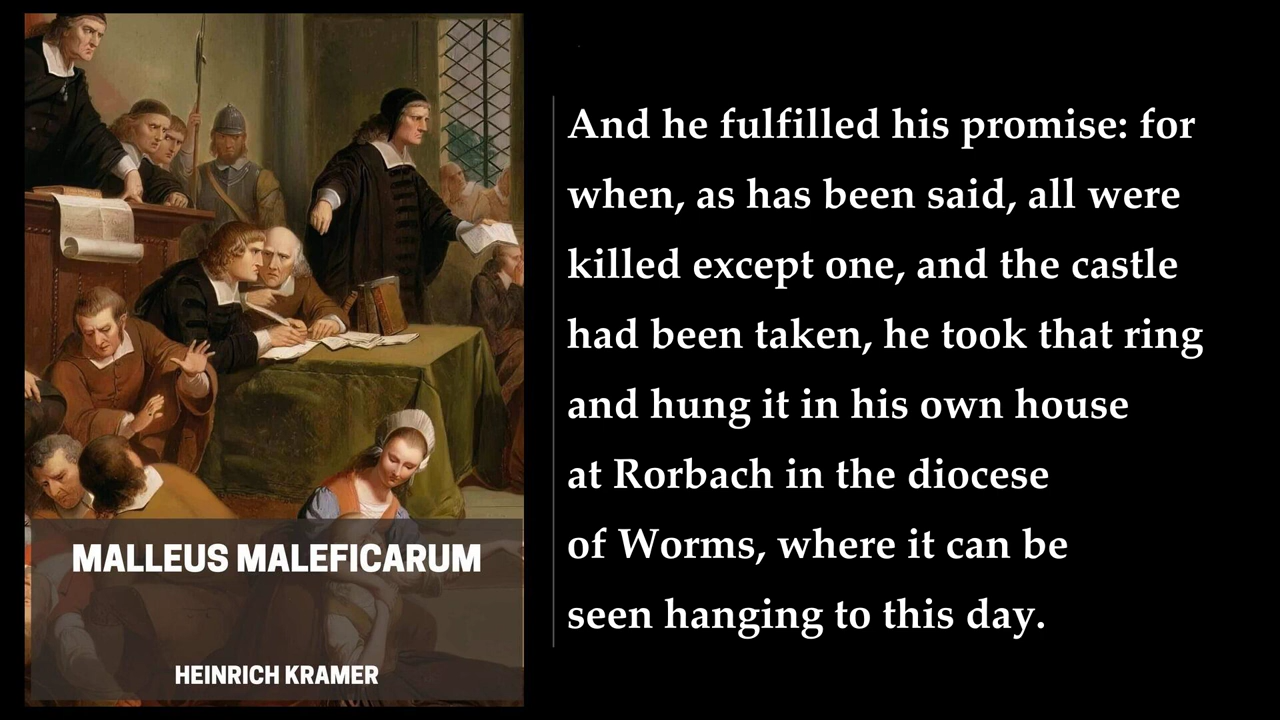 MALLEUS MALEFICARUM
HEINRICH KRAMER
And he fulfilled his promise: for
when, as has been said, all were
killed except one, and the castle
had been taken, he took that ring
and hung it in his own house
at Rorbach in the diocese
of Worms, where it can be
seen hanging to this day.